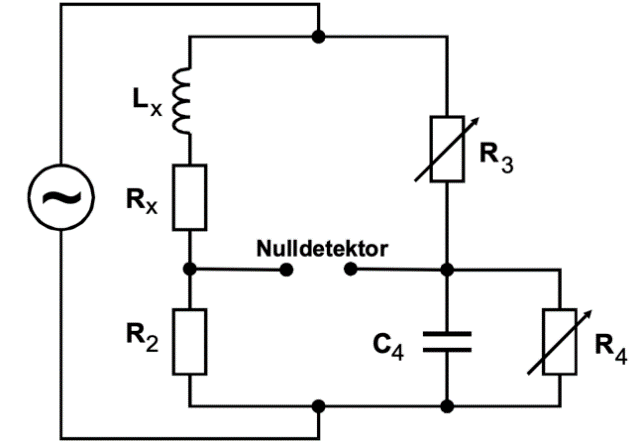 Lx
R3
~
Rx
Nulldetektor
R2
C4
R4